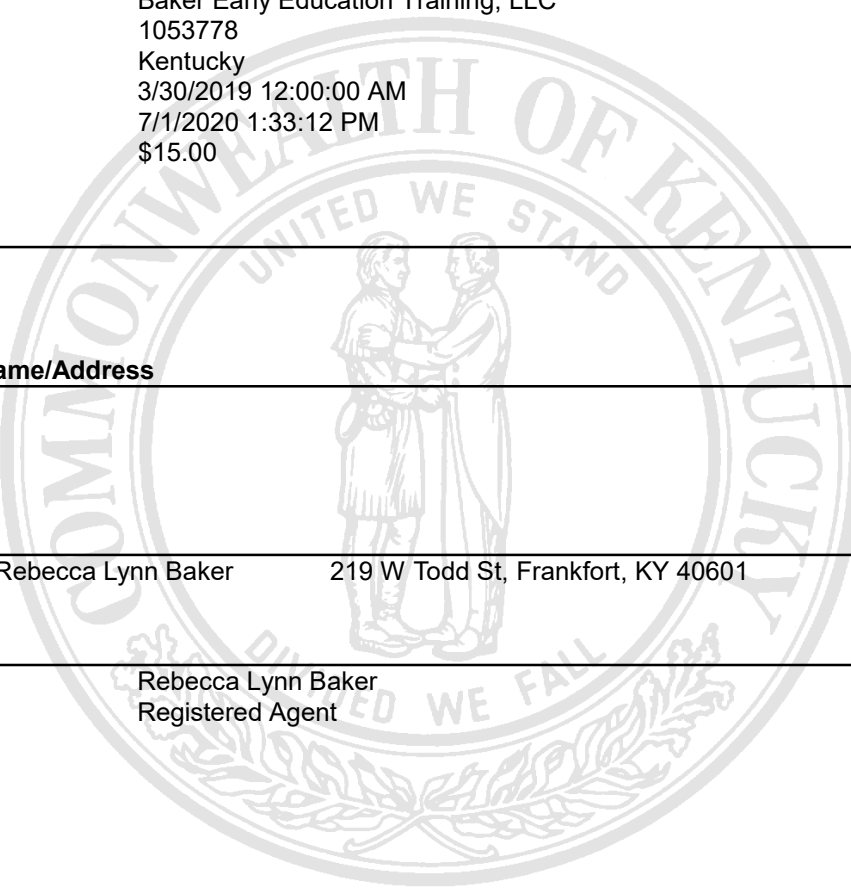 Baker Early Education Training, LLC
1053778
Kentucky
3/30/2019 12:00:00 AM
7/1/2020 1:33:12 PM
$15.00
COMMONWEALTH OF KENTUCKY
UNITED WE STAND
ame/Address
Rebecca Lynn Baker 219 W Todd St, Frankfort, KY 40601
DIVIDED WE FALL
Rebecca Lynn Baker
Registered Agent